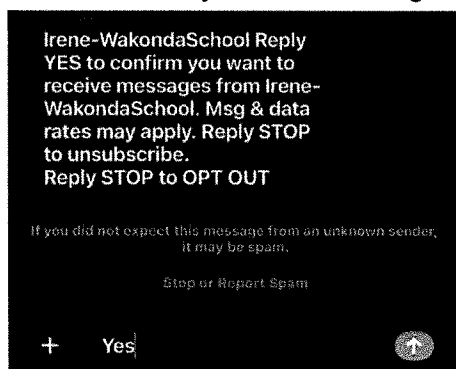 Irene-WakondaSchool Reply
YES to confirm you want to
receive messages from Irene-
WakondaSchool. Msg & data
rates may apply. Reply STOP
to unsubscribe.
Reply STOP to OPT OUT
If you did not expect this message from an unknown sender,
it may be spam.
Stop or Report Spam
+ Yes